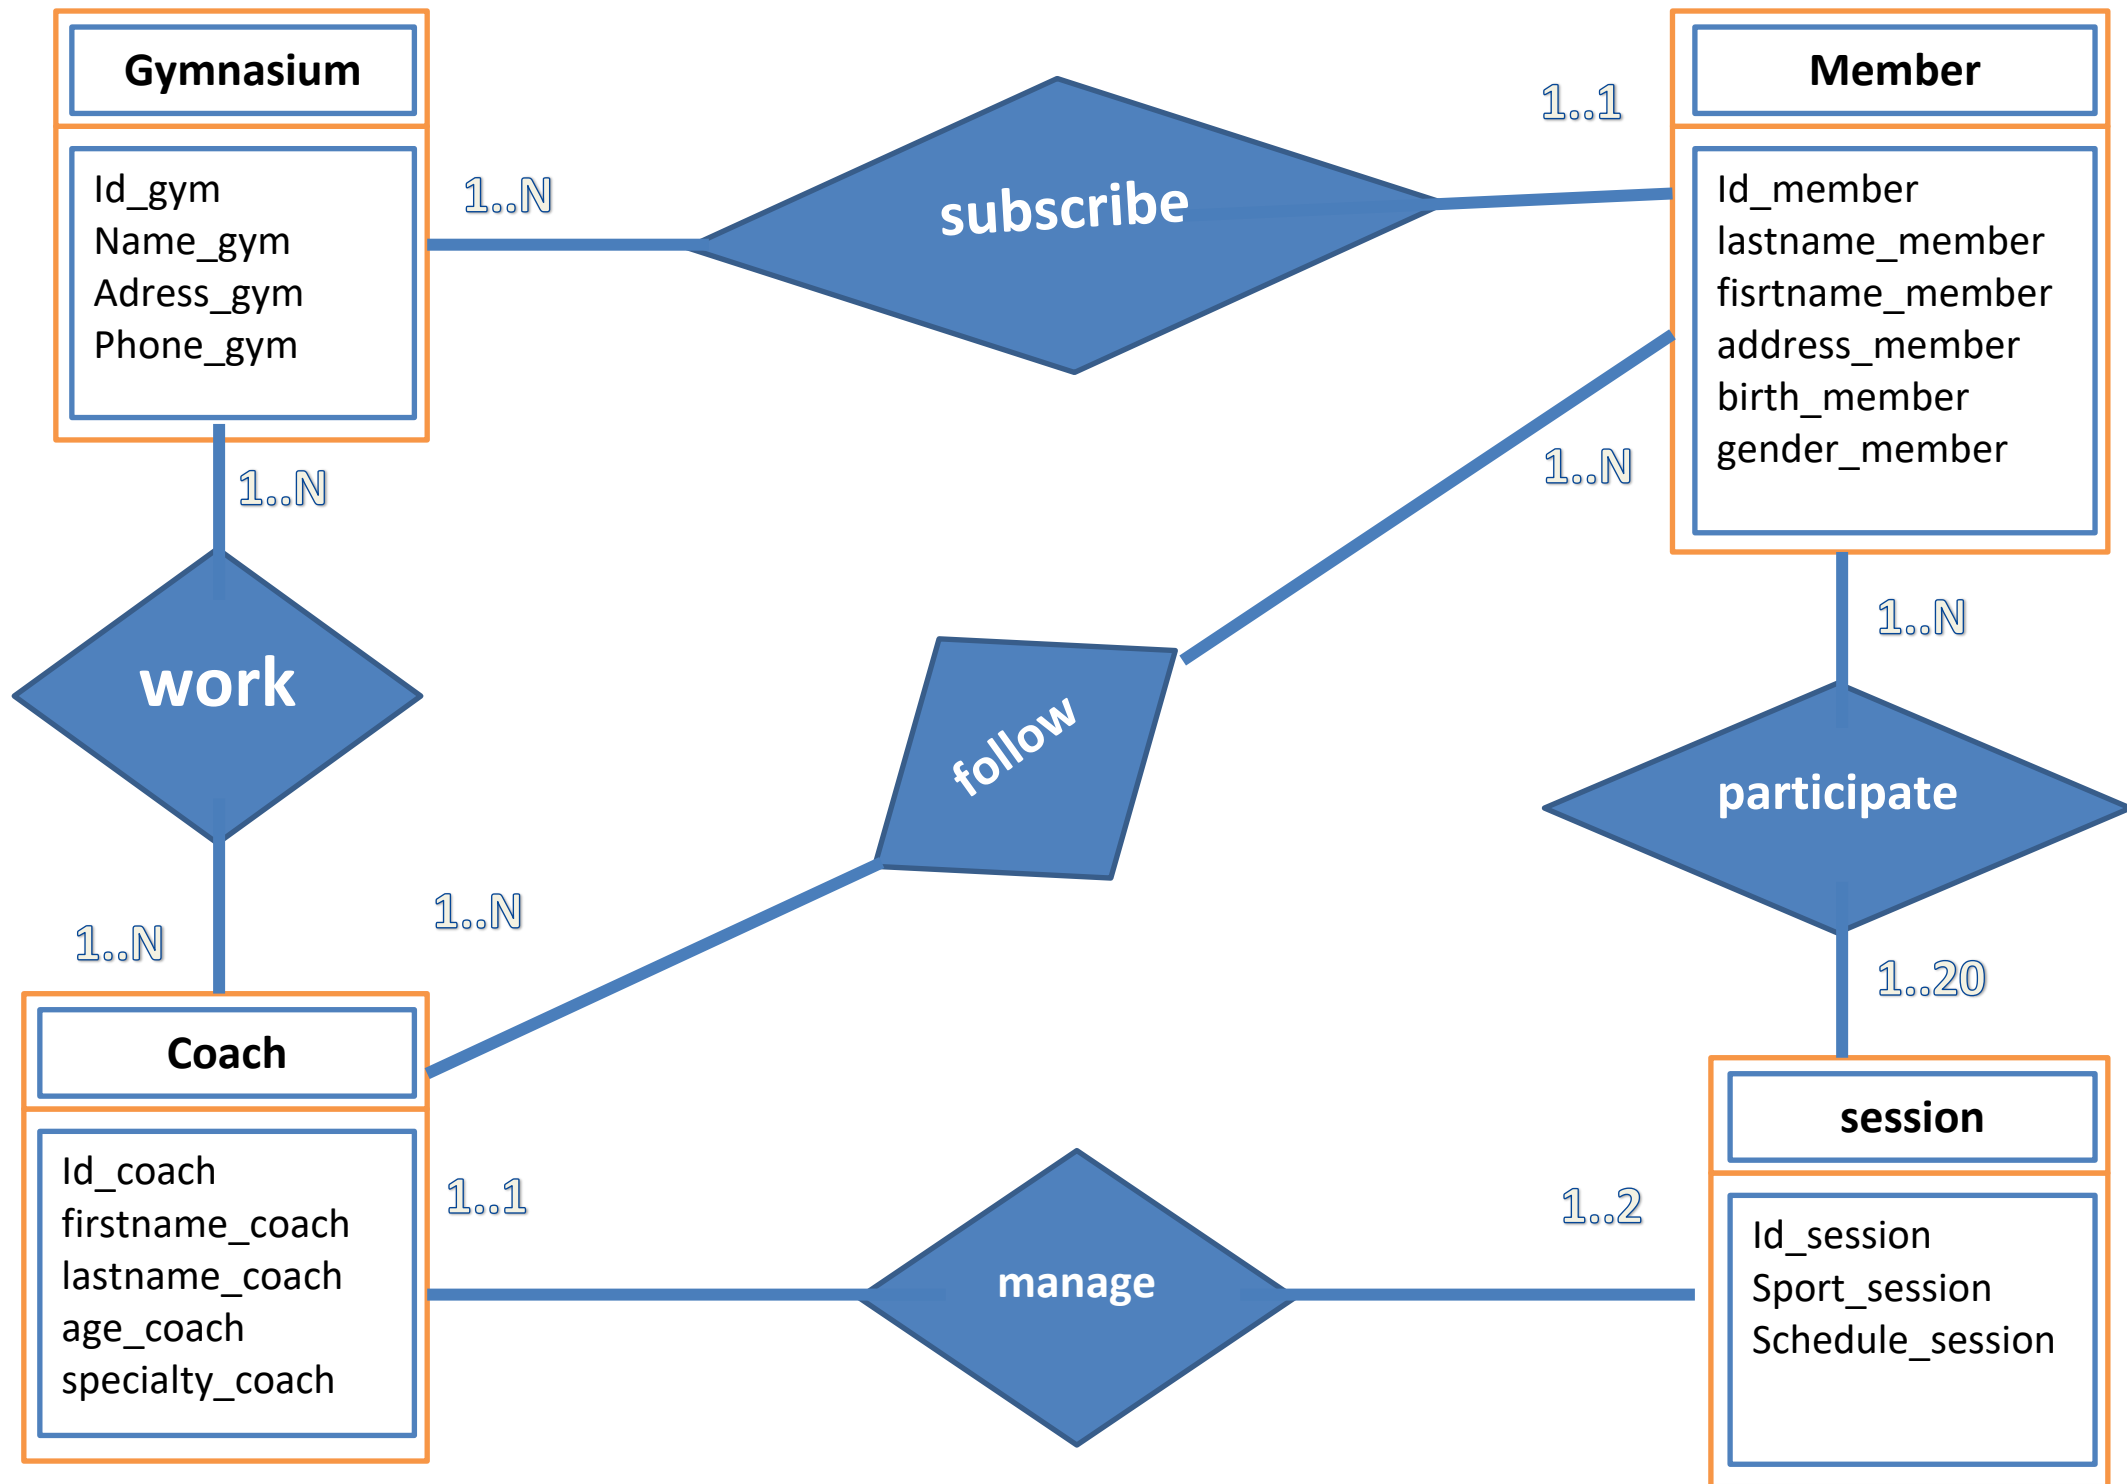 Gymnasium
Id_gym
Name_gym
Adress_gym
Phone_gym
1..N
subscribe
1..1
Member
Id_member
lastname_member
fisrtname_member
address_member
birth_member
gender_member
1..N
work
1..N
1..N
follow
1..N
1..N
participate
1..20
Coach
Id_coach
firstname_coach
lastname_coach
age_coach
specialty_coach
1..1
manage
1..2
session
Id_session
Sport_session
Schedule_session